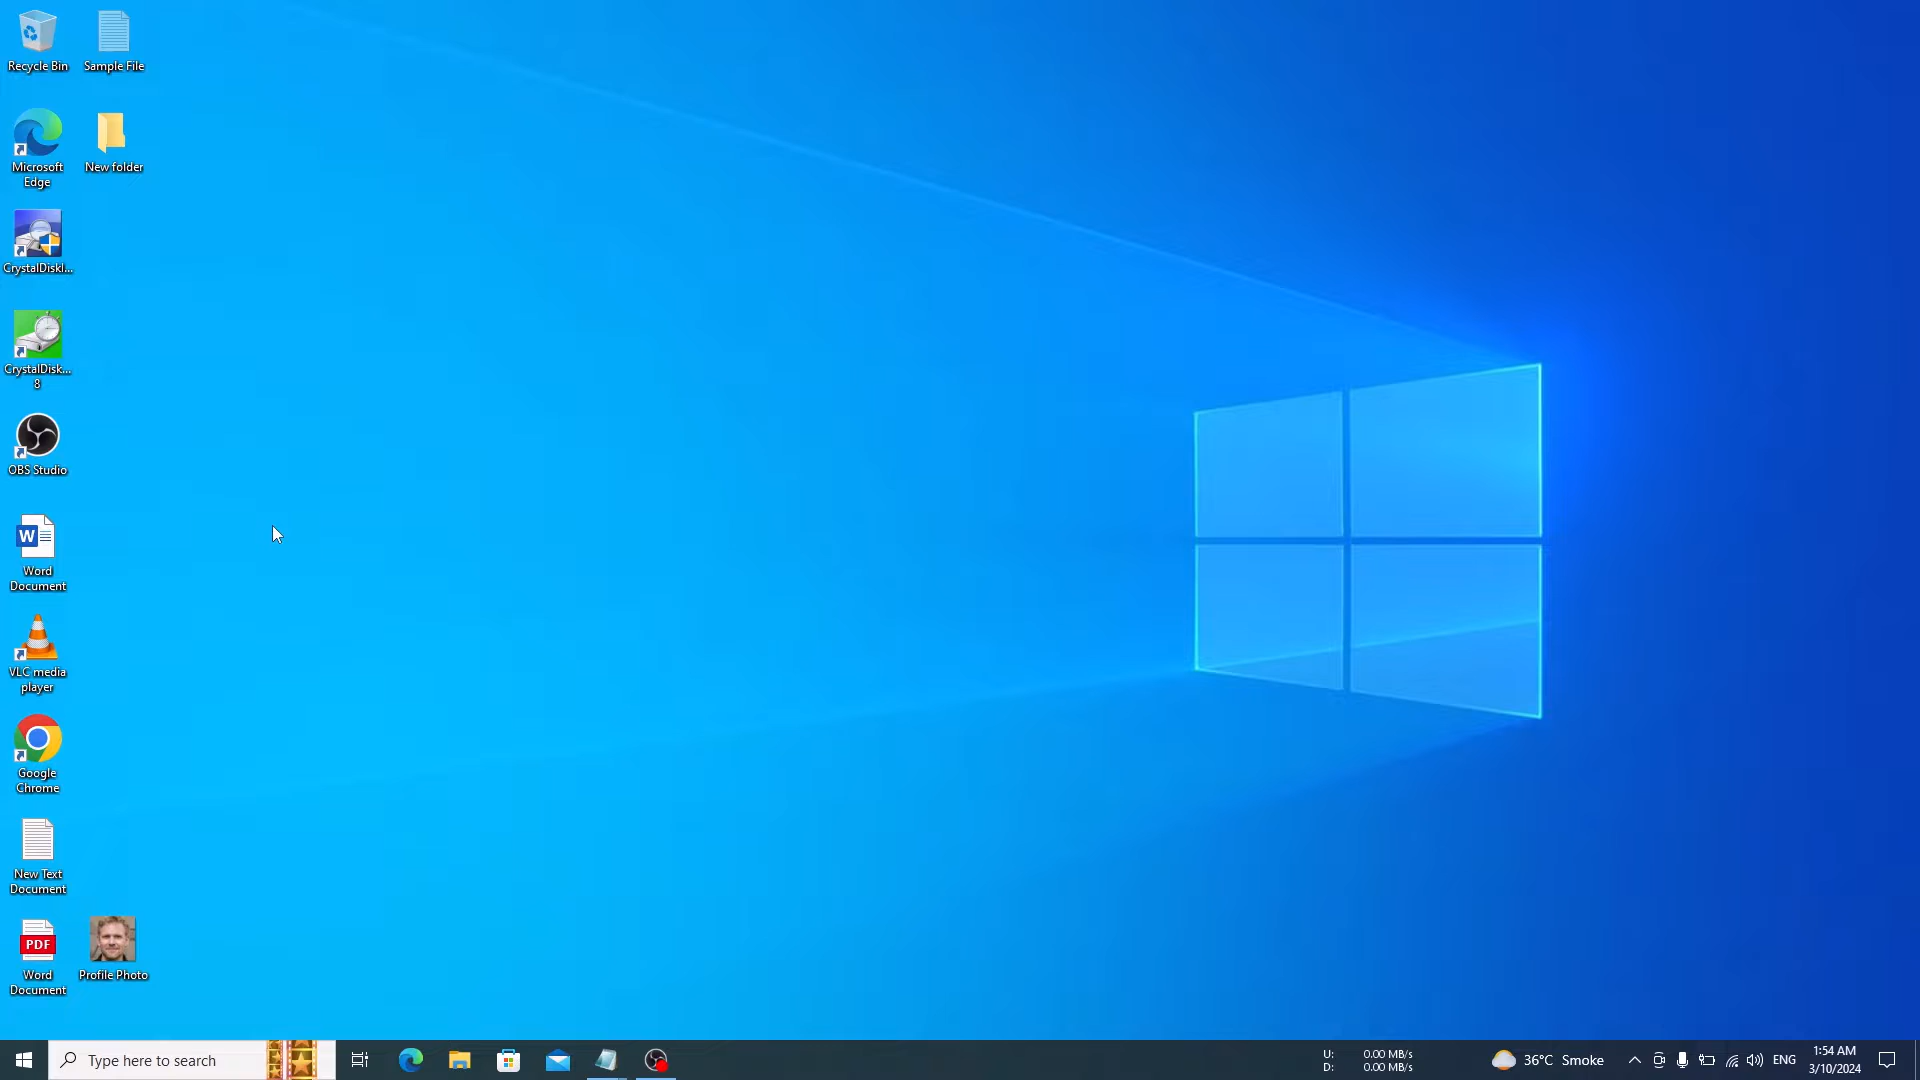 Recycle Bin
Sample File
Microsoft
Edge
New folder
CrystalDiskI...
CrystalDisk...
8
OBS Studio
W
Word
Document
VLC media
player
Google
Chrome
New Text
Document
PDF
Word
Document
Profile Photo
Type here to search
U: 0.00 MB/s
D: 0.00 MB/s
36°C Smoke
ENG
1:54 AM
3/10/2024